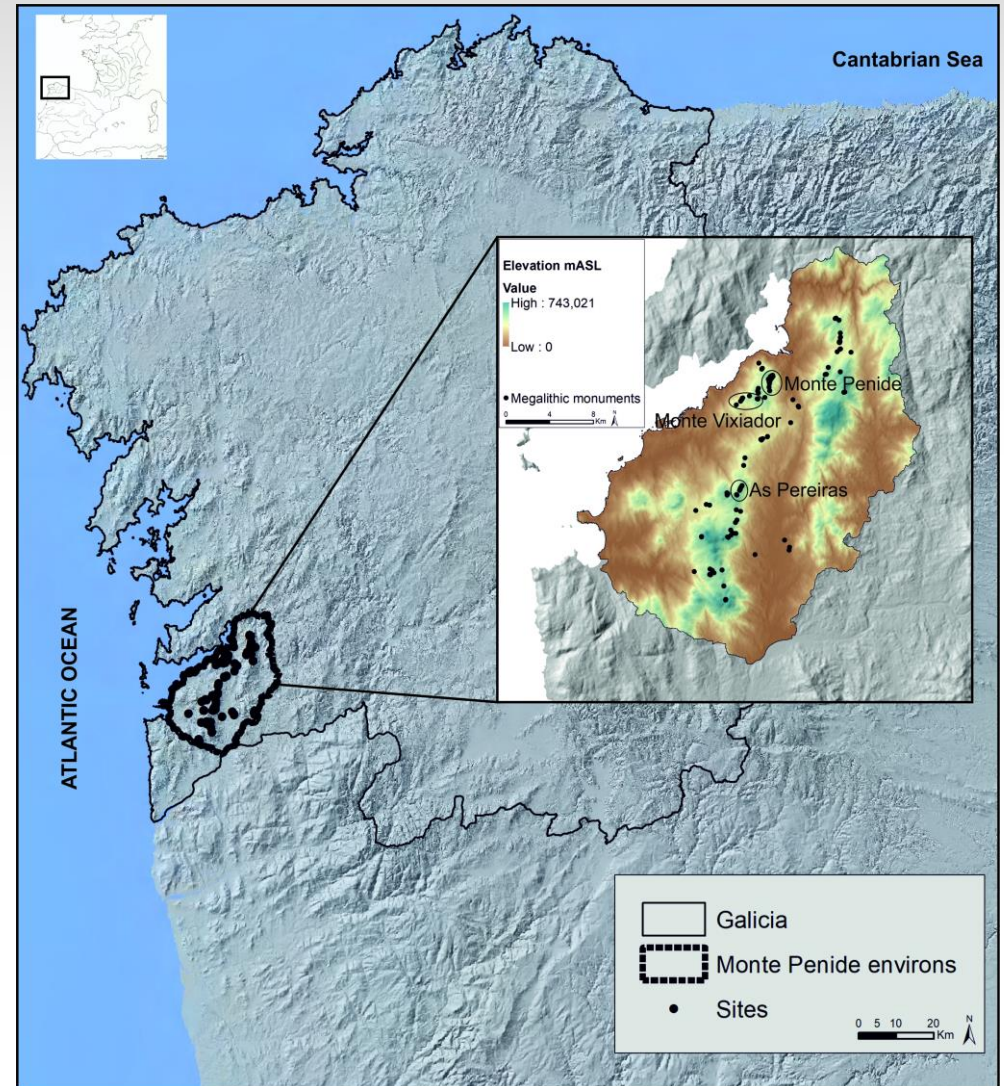 Cantabrian Sea
Elevation mASL
Value
High : 743,021
Low : 0
Megalithic monuments
0 4 8
Km
N
Monte Penide
Monte Vixiador
As Pereiras
ATLANTIC OCEAN
Galicia
Monte Penide environs
Sites
0 5 10 20
Km
N